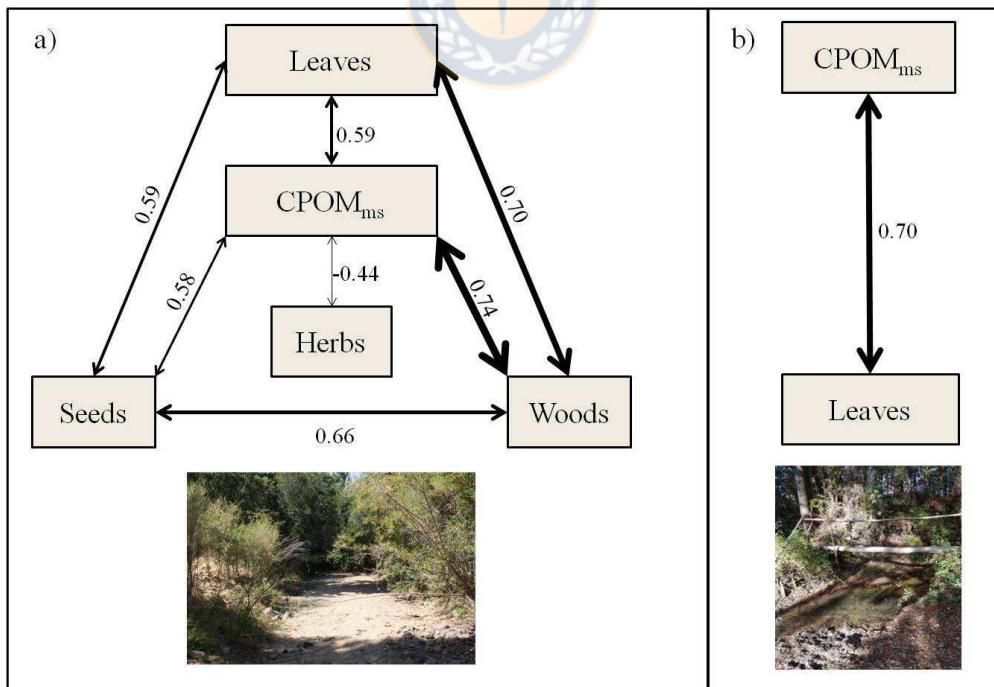 a)
Leaves
0.59
CPOMms
-0.44
Herbs
Seeds
Woods
0.59
0.58
0.66
0.74
0.70
b)
CPOMms
0.70
Leaves